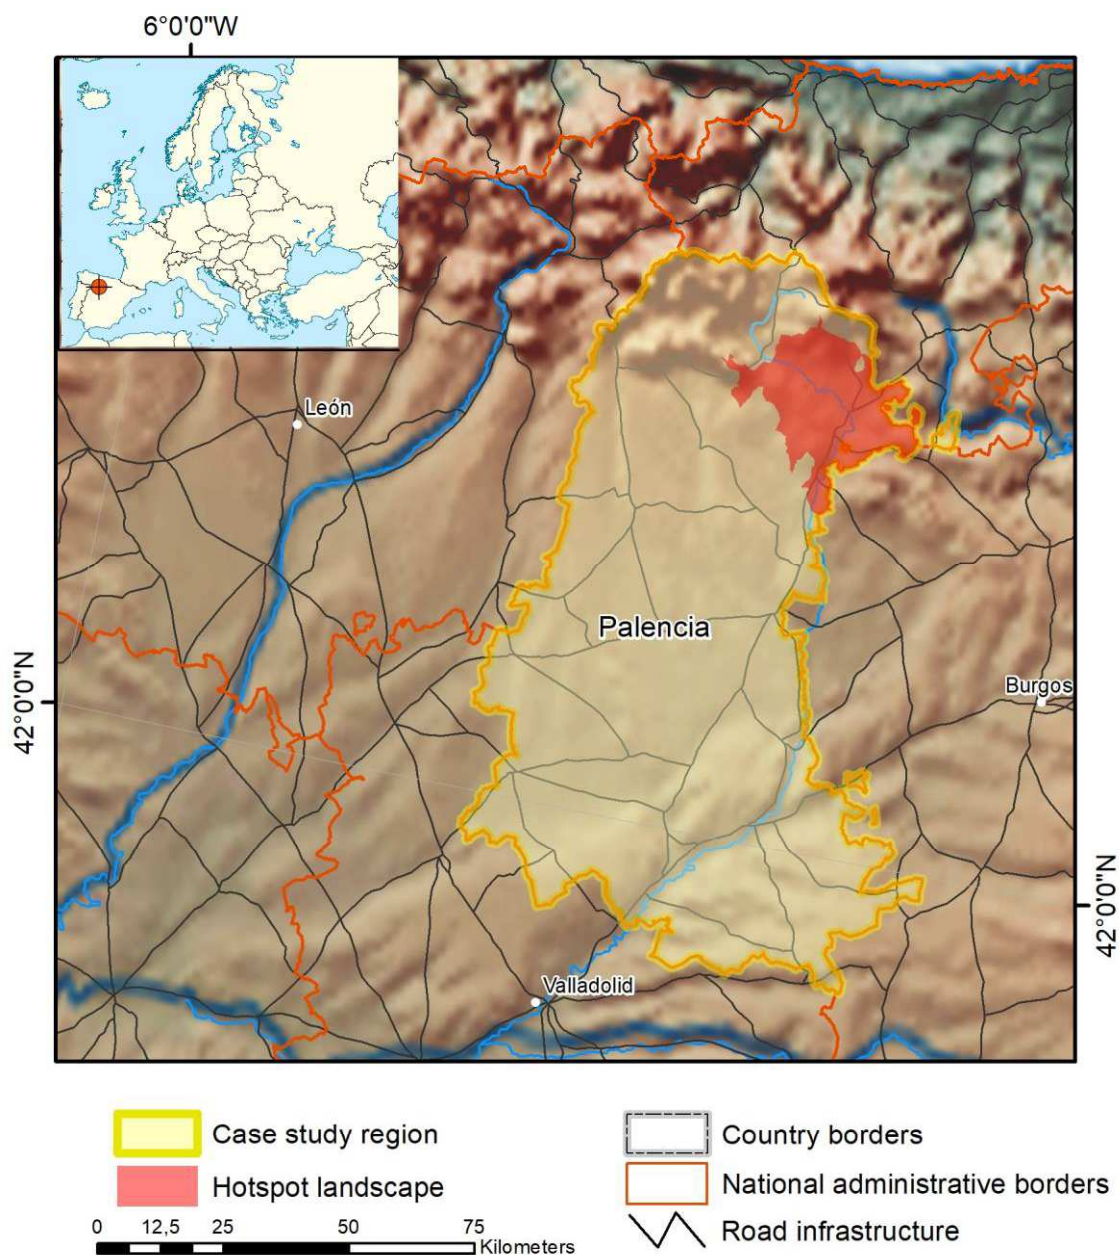 6°0'0"W
León
Palencia
42°0'0"N
Burgos
42°0'0"N
Valladolid
Case study region
Country borders
Hotspot landscape
National administrative borders
0 12,5 25 50 75
Kilometers
Road infrastructure